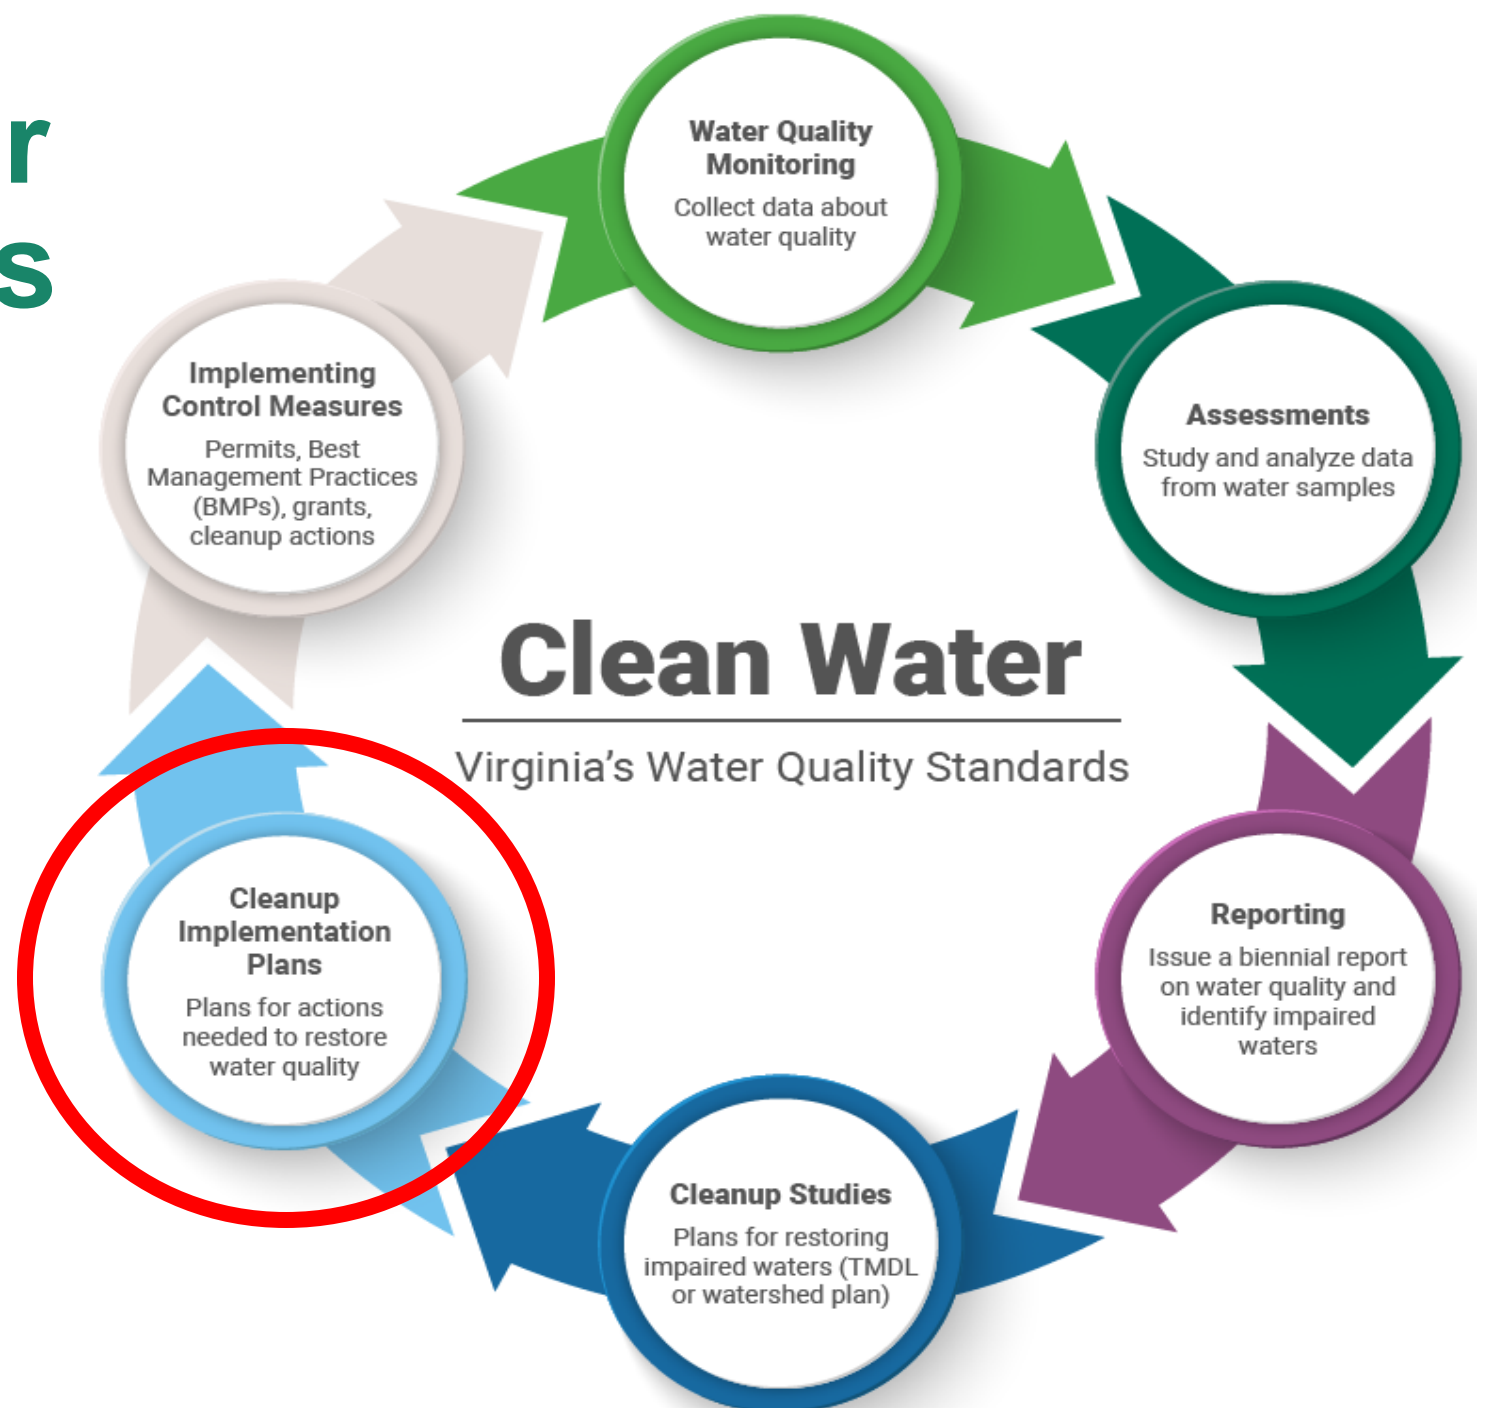 r
s
Water Quality
Monitoring
Collect data about
water quality
Assessments
Study and analyze data
from water samples
Reporting
Issue a biennial report
on water quality and
identify impaired
waters
Cleanup Studies
Plans for restoring
impaired waters (TMDL
or watershed plan)
Cleanup
Implementation
Plans
Plans for actions
needed to restore
water quality
Implementing
Control Measures
Permits, Best
Management Practices
(BMPs), grants,
cleanup actions
Clean Water
Virginia’s Water Quality Standards